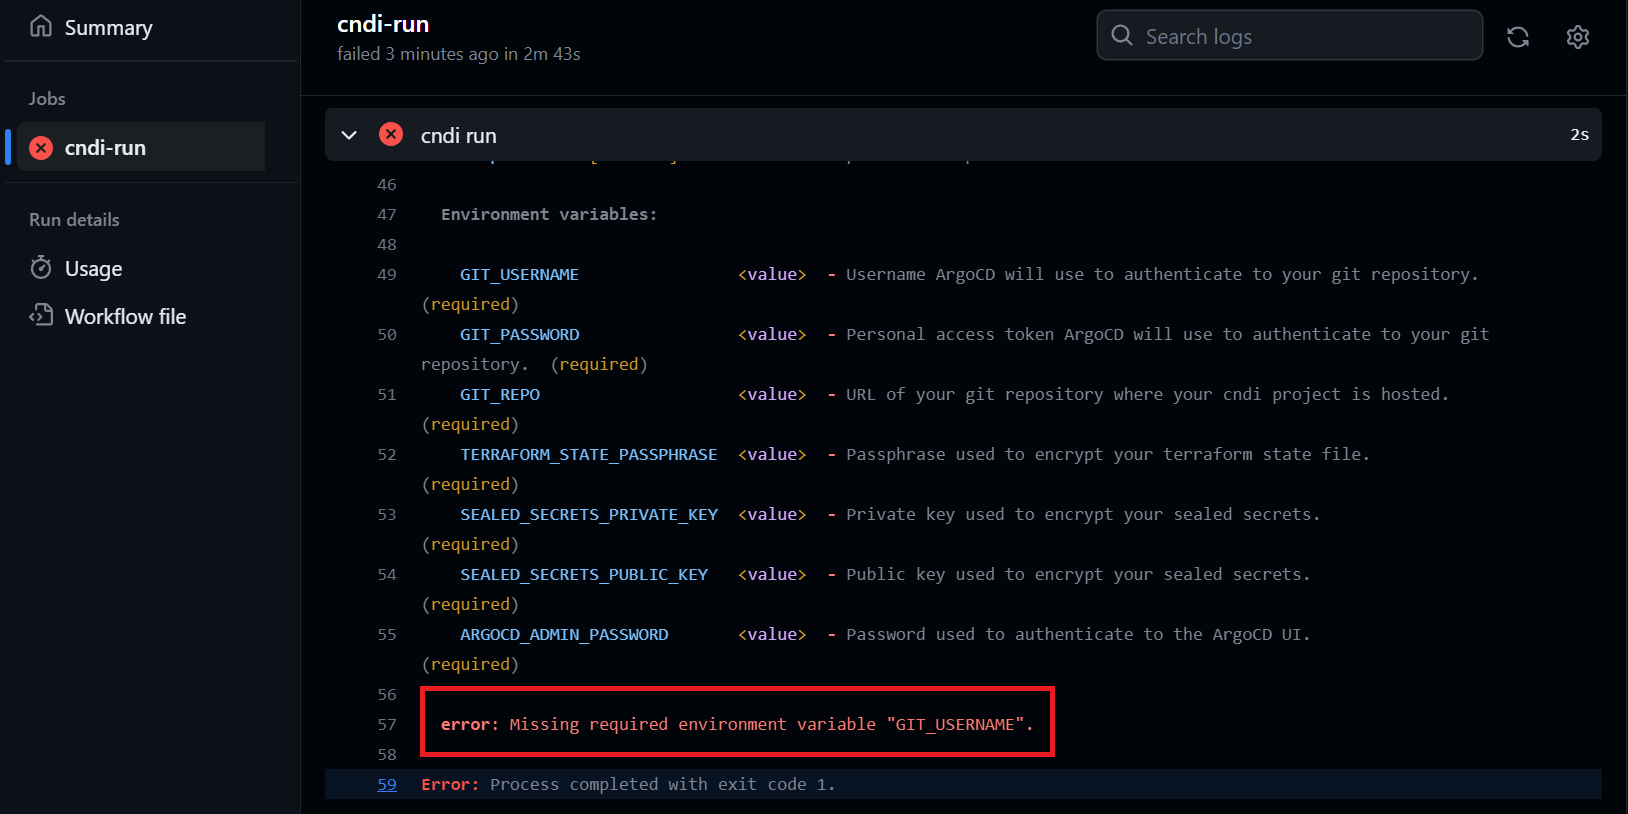 Summary
Jobs
cndi-run
Run details
Usage
Workflow file
cndi-run
failed 3 minutes ago in 2m 43s
Search logs
cndi run
2s
46
47 Environment variables:
48
49 GIT_USERNAME <value> - Username ArgoCD will use to authenticate to your git repository.
(required)
50 GIT_PASSWORD <value> - Personal access token ArgoCD will use to authenticate to your git
repository. (required)
51 GIT_REPO <value> - URL of your git repository where your cndi project is hosted.
(required)
52 TERRAFORM_STATE_PASSPHRASE <value> - Passphrase used to encrypt your terraform state file.
(required)
53 SEALED_SECRETS_PRIVATE_KEY <value> - Private key used to encrypt your sealed secrets.
(required)
54 SEALED_SECRETS_PUBLIC_KEY <value> - Public key used to encrypt your sealed secrets.
(required)
55 ARGOCD_ADMIN_PASSWORD <value> - Password used to authenticate to the ArgoCD UI.
(required)
56
57 error: Missing required environment variable "GIT_USERNAME".
58
59 Error: Process completed with exit code 1.